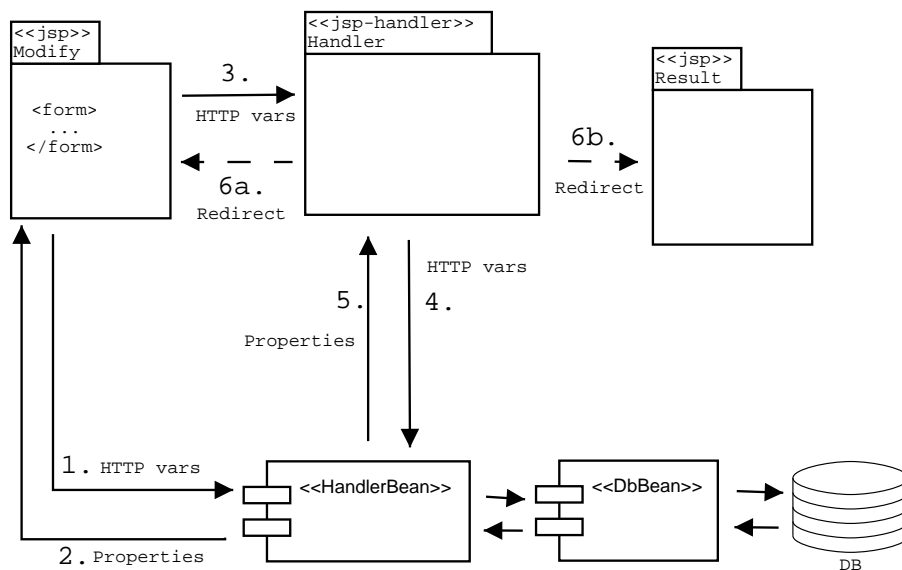 <<jsp>>
Modify
<form>
...
</form>
3.
HTTP vars
6a.
Redirect
<<jsp-handler>>
Handler
6b.
Redirect
<<jsp>>
Result
HTTP vars
5.
4.
Properties
1. HTTP vars
2. Properties
<<HandlerBean>>
<<DbBean>>
DB